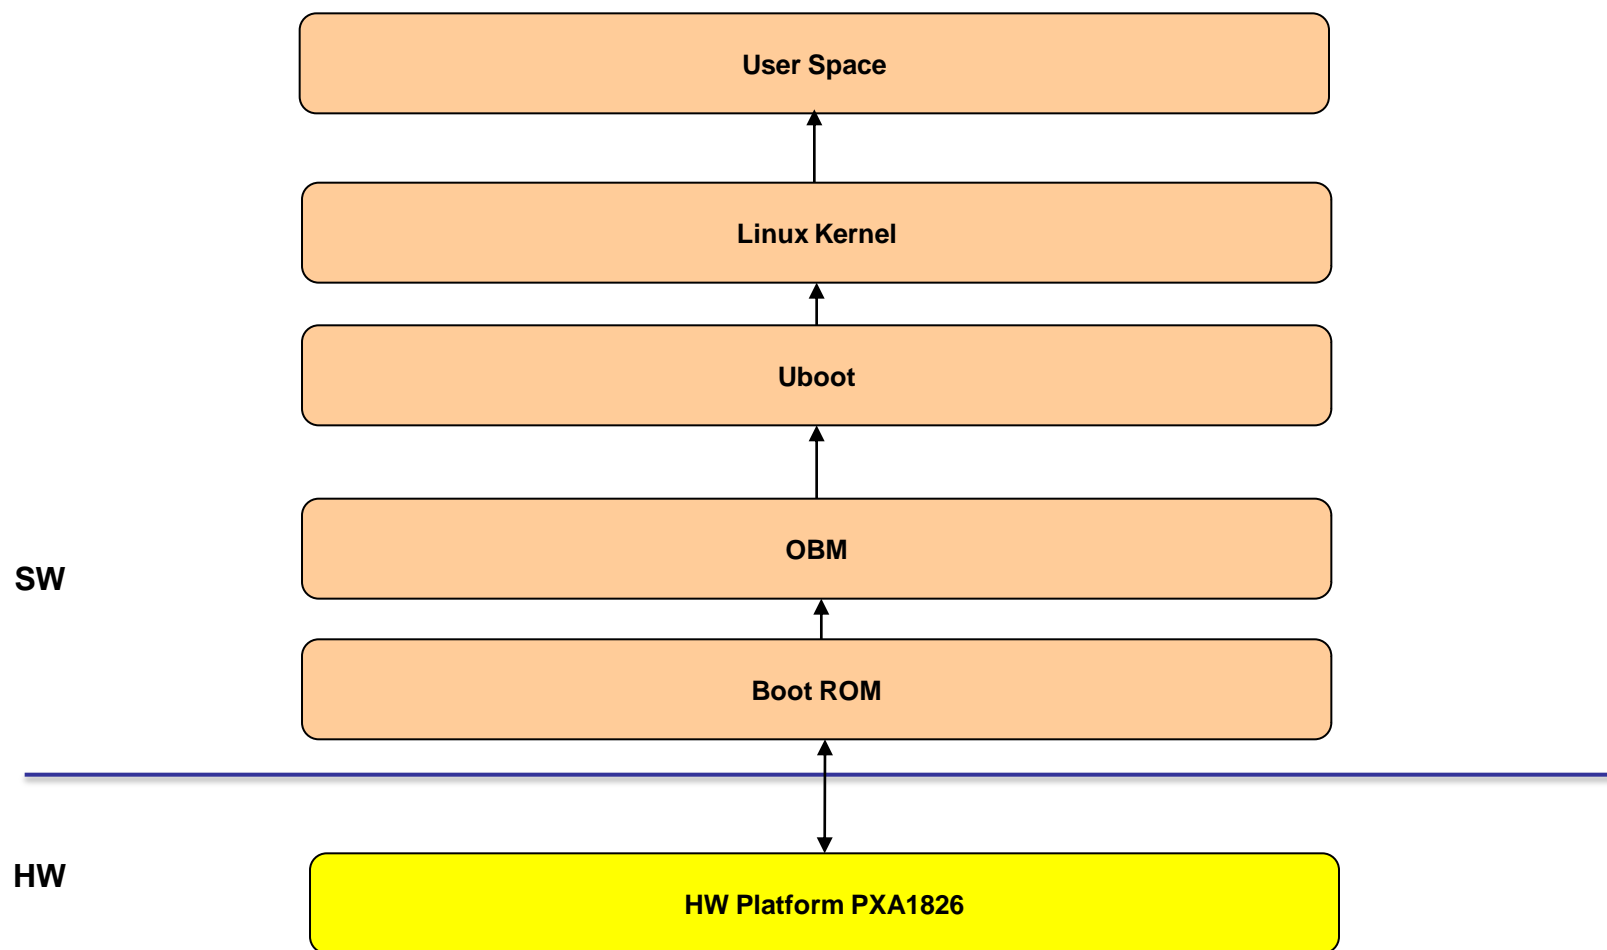 User Space
Linux Kernel
Uboot
OBM
SW
Boot ROM
HW
HW Platform PXA1826